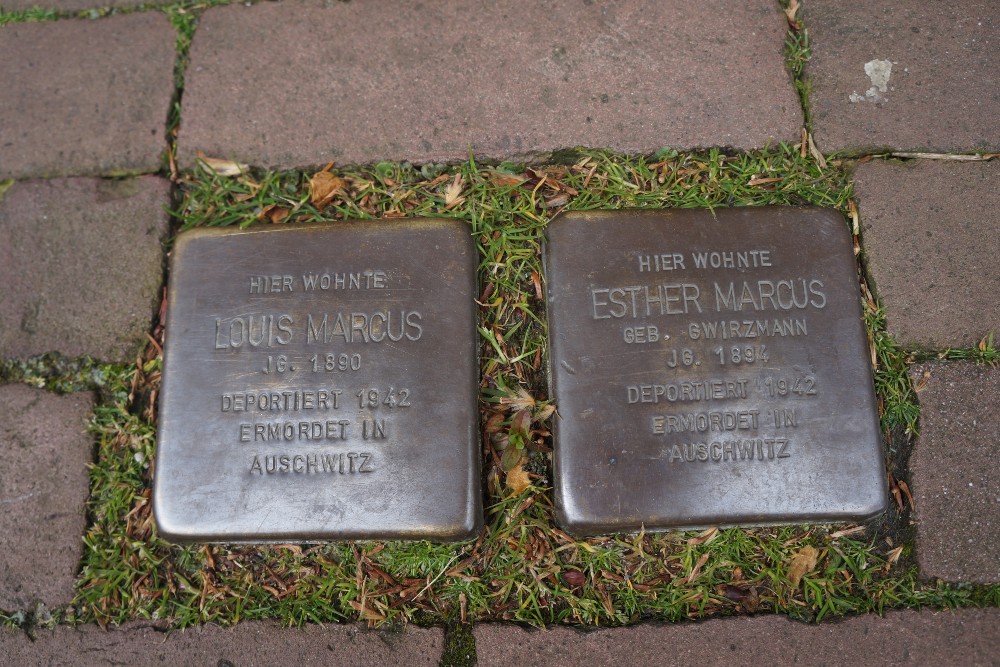 HIER WOHNTE
LOUIS MARCUS
JG. 1890
DEPORTIERT 1942
ERMORDET IN
AUSCHWITZ
HIER WOHNTE
ESTHER MARCUS
GEB. GWIRZMANN
JG. 1894
DEPORTIERT 1942
ERMORDET IN
AUSCHWITZ